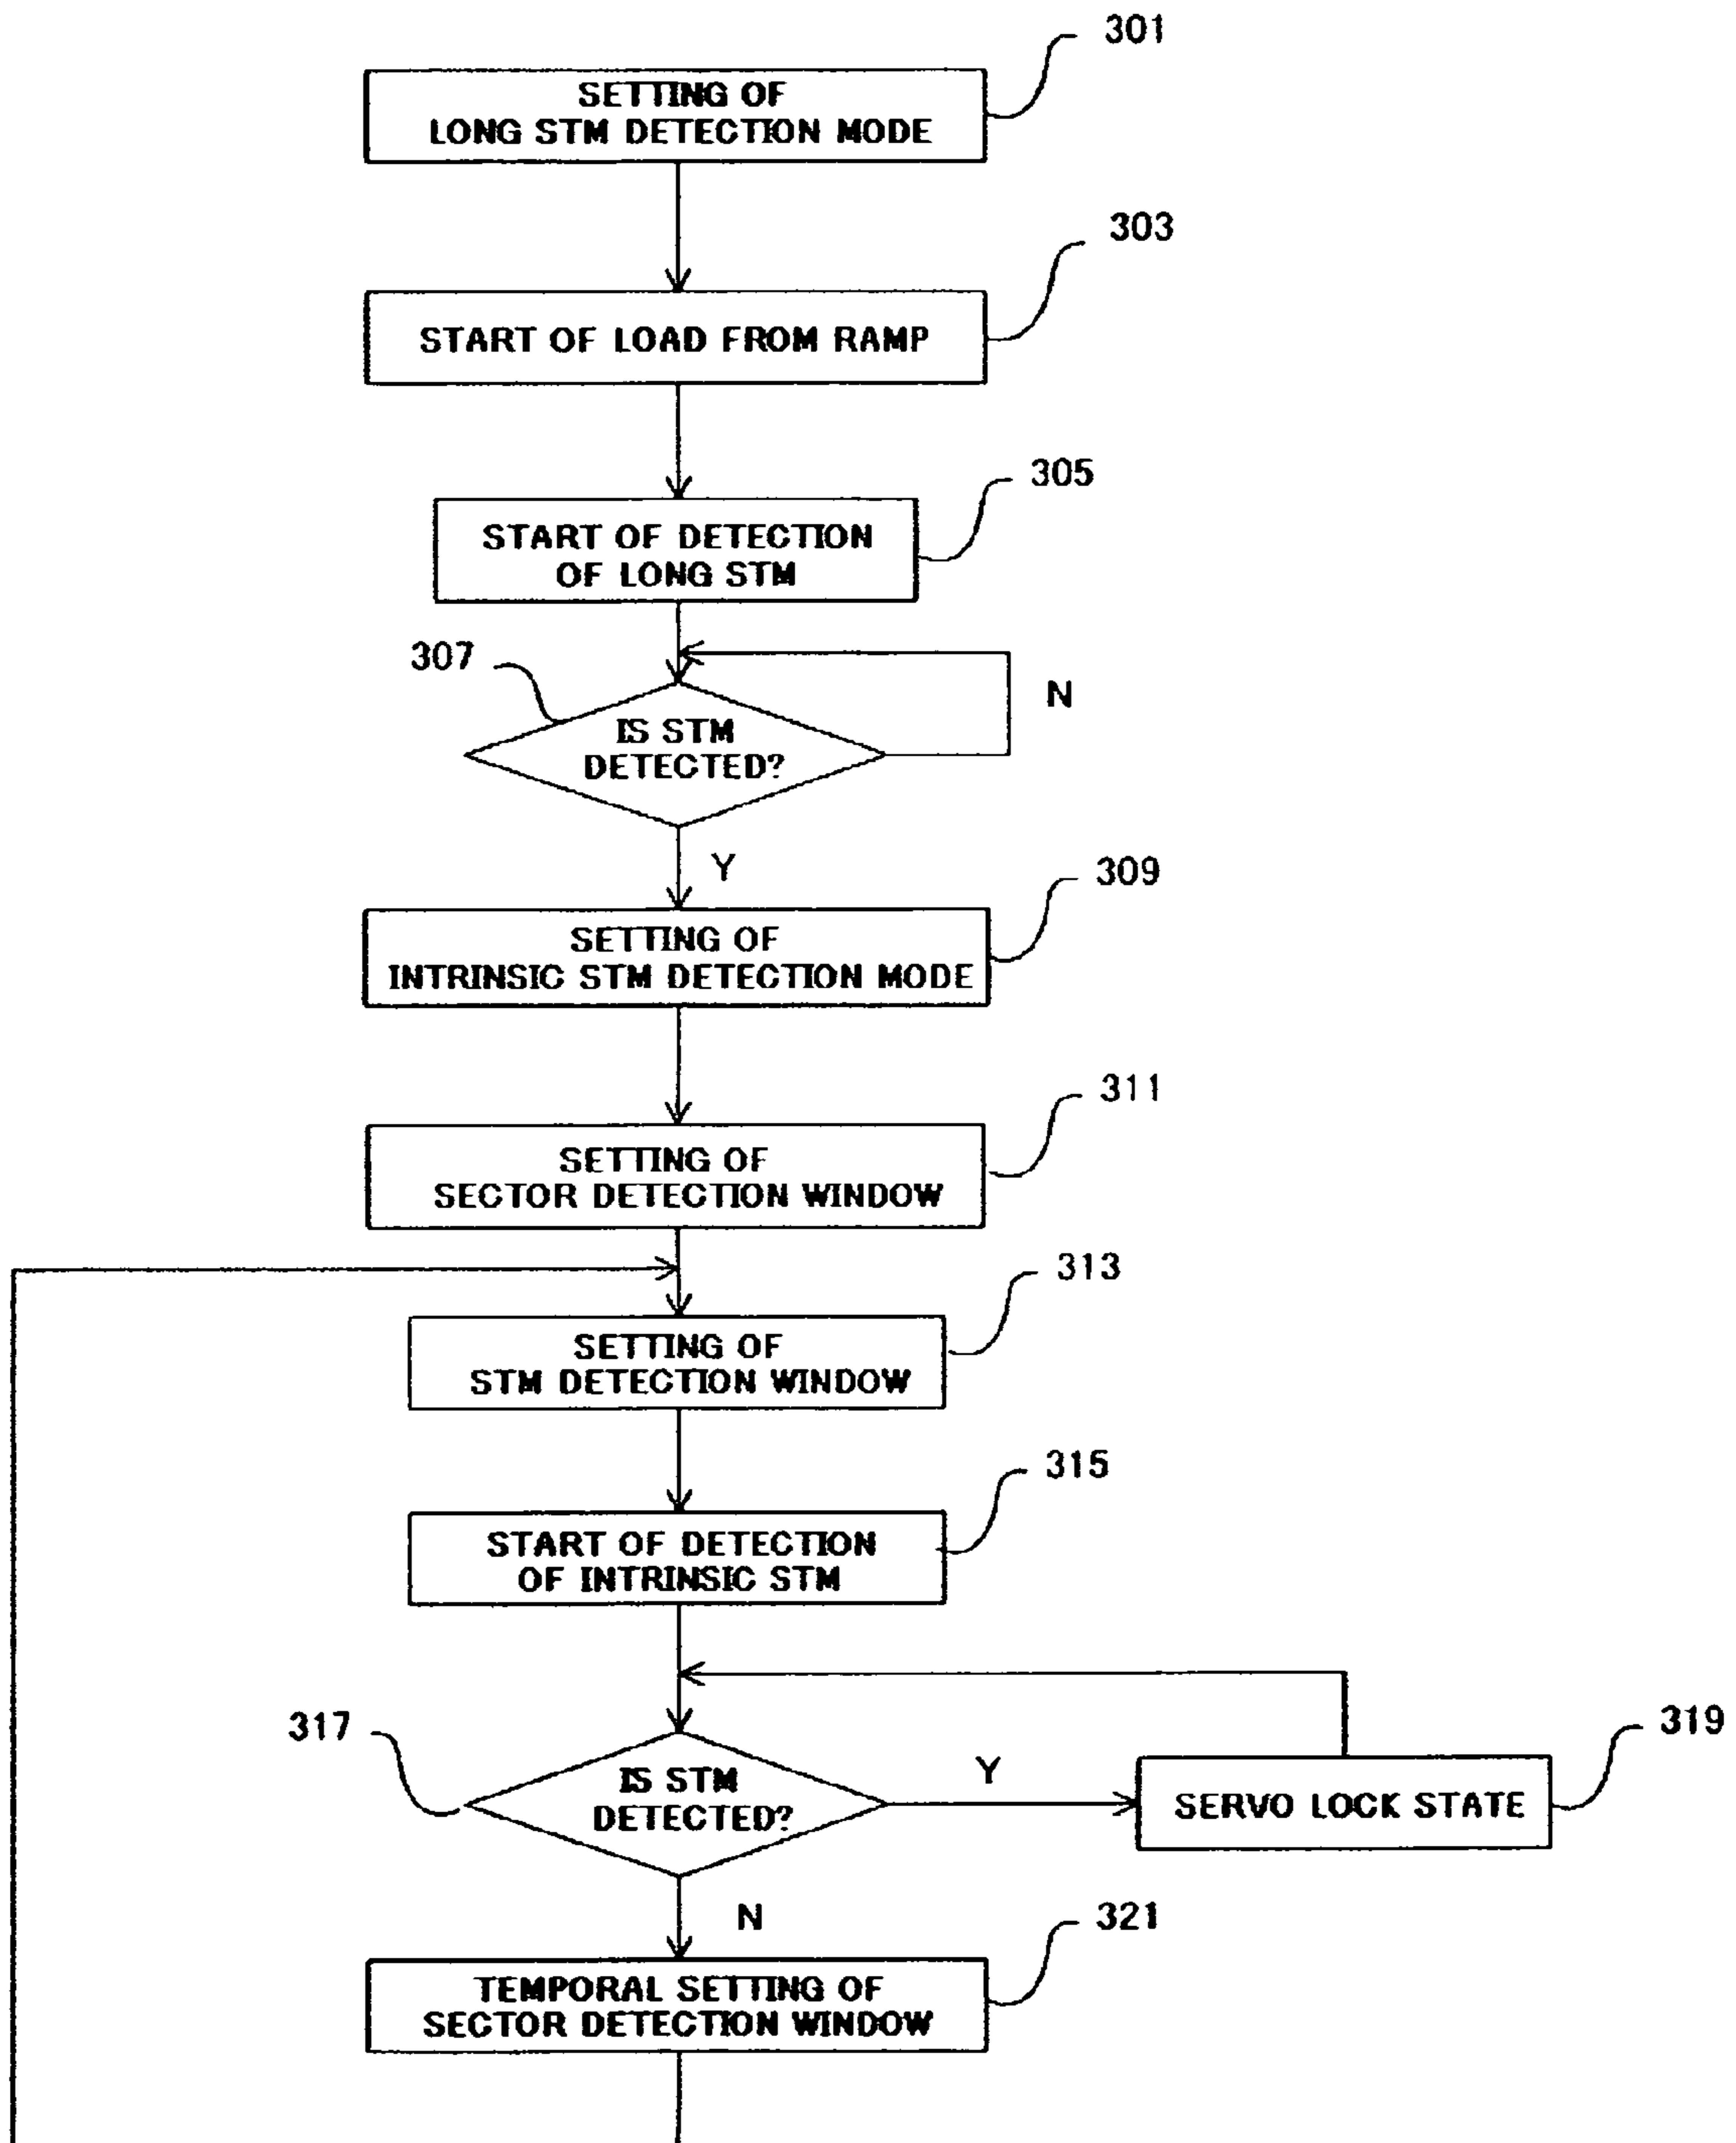 301
SETTING OF
LONG STM DETECTION MODE
303
START OF LOAD FROM RAMP
305
START OF DETECTION
OF LONG STM
307
N
IS STM
DETECTED?
Y
309
SETTING OF
INTRINSIC STM DETECTION MODE
311
SETTING OF
SECTOR DETECTION WINDOW
313
SETTING OF
STM DETECTION WINDOW
315
START OF DETECTION
OF INTRINSIC STM
317
IS STM
DETECTED?
Y
319
SERVO LOCK STATE
N
321
TEMPORAL SETTING OF
SECTOR DETECTION WINDOW